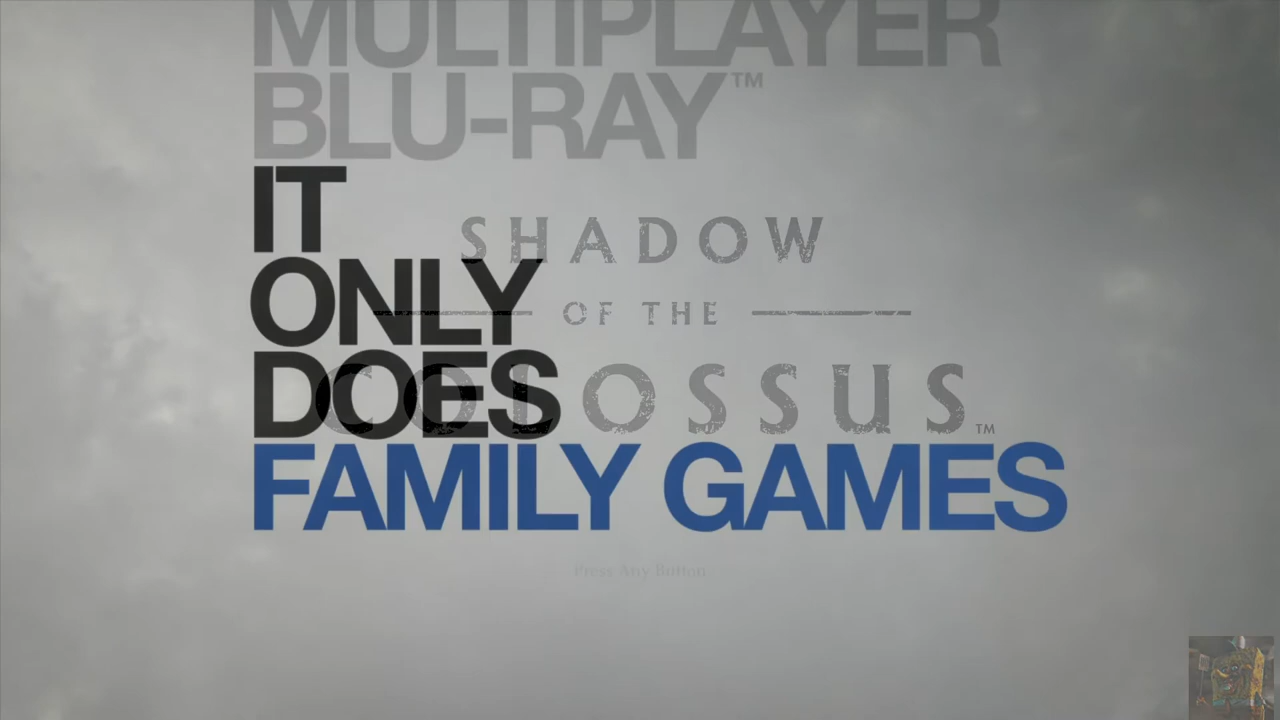 MULTIPLAYER
BLU-RAY™
IT
ONLY
DOES
FAMILY GAMES
SHADOW
OF THE
COLOSSUS™
Press Any Button